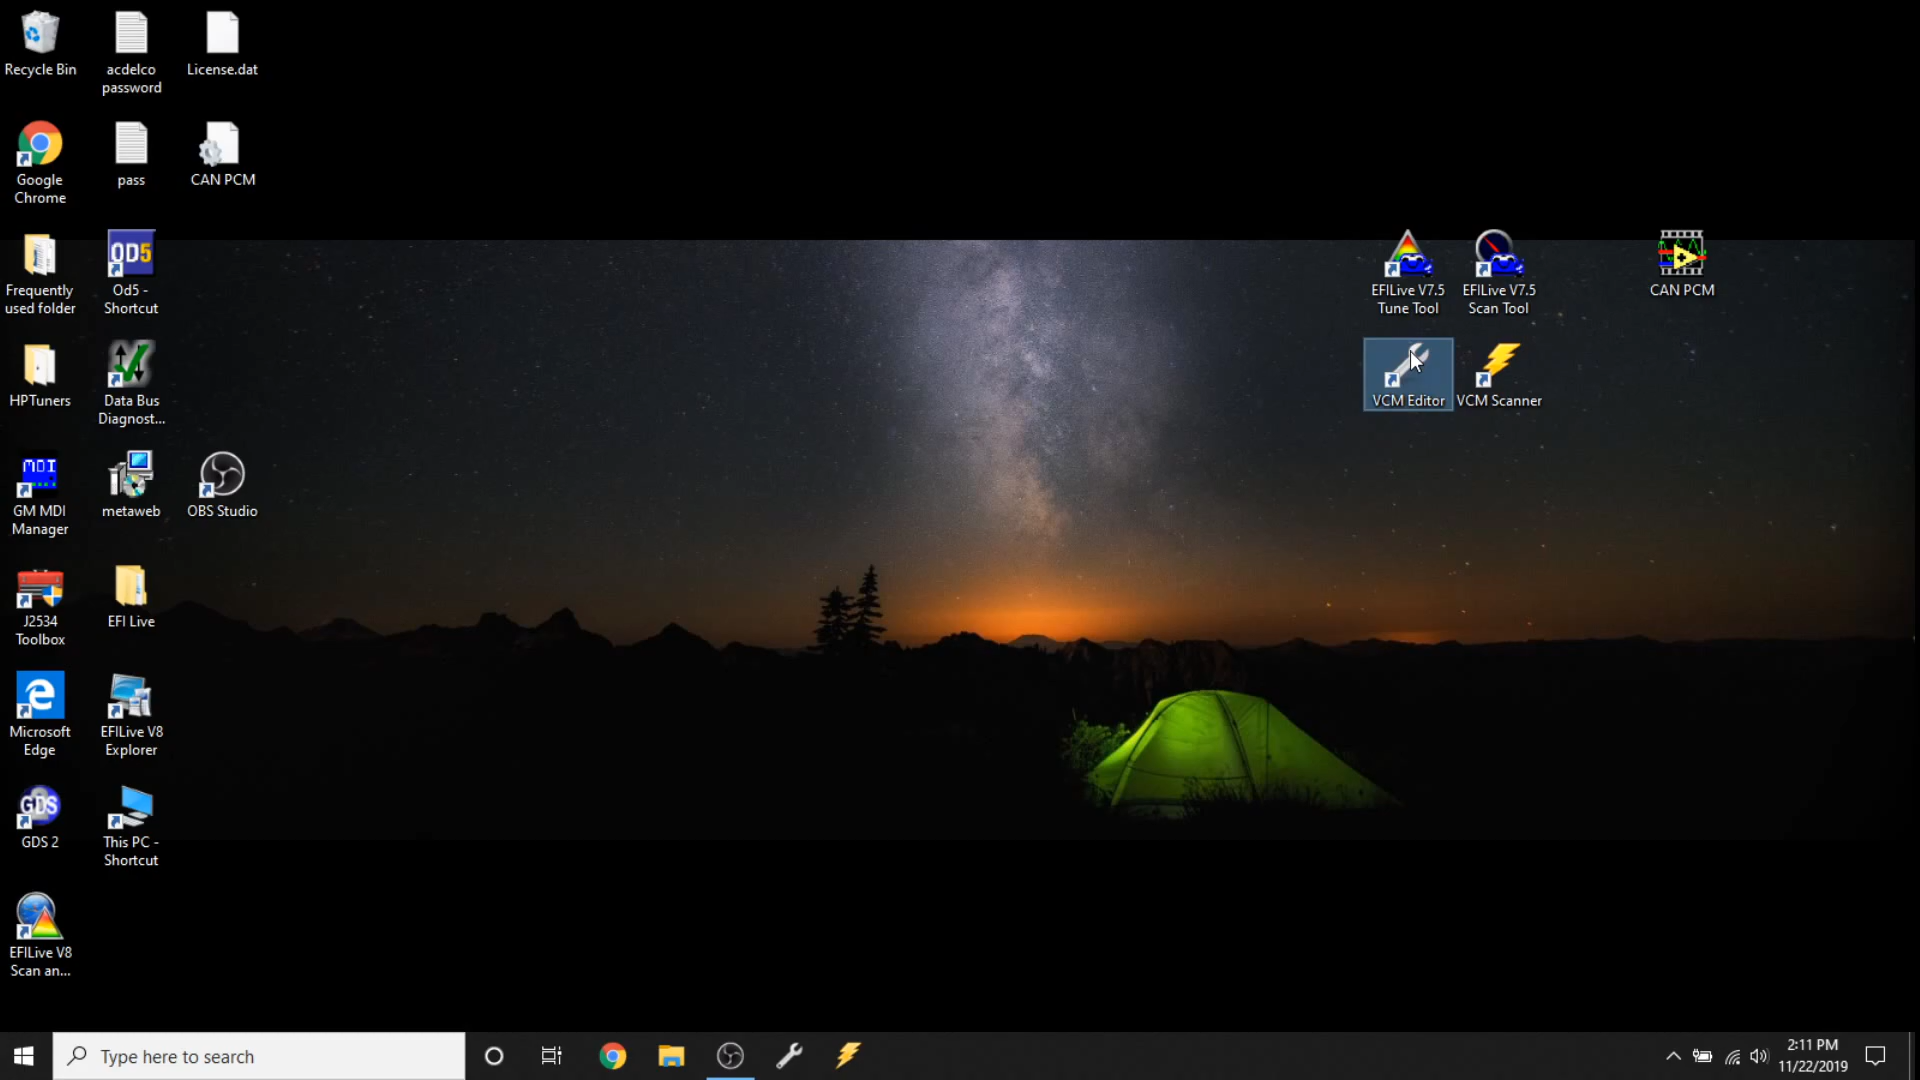 Recycle Bin
acdelco
password
License.dat
Google
Chrome
pass
CAN PCM
Frequently
used folder
OD5
Od5 -
Shortcut
EFILive V7.5
Tune Tool
EFILive V7.5
Scan Tool
CAN PCM
HPTuners
Data Bus
Diagnost...
VCM Editor
VCM Scanner
MDI
GM MDI
Manager
metaweb
OBS Studio
J2534
Toolbox
EFI Live
Microsoft
Edge
EFILive V8
Explorer
GDS
GDS 2
This PC -
Shortcut
EFILive V8
Scan an...
Type here to search
2:11 PM
11/22/2019